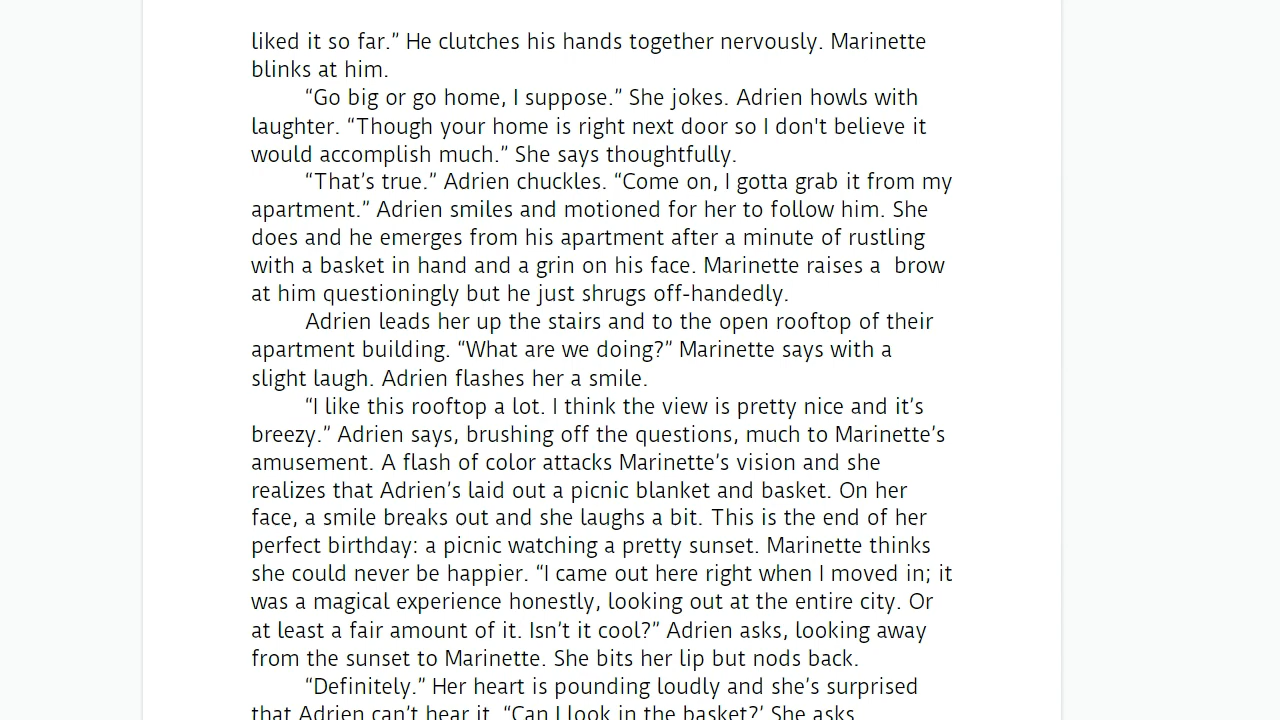 liked it so far.” He clutches his hands together nervously. Marinette
blinks at him.
“Go big or go home, I suppose.” She jokes. Adrien howls with
laughter. “Though your home is right next door so I don't believe it
would accomplish much.” She says thoughtfully.
“That’s true.” Adrien chuckles. “Come on, I gotta grab it from my
apartment.” Adrien smiles and motioned for her to follow him. She
does and he emerges from his apartment after a minute of rustling
with a basket in hand and a grin on his face. Marinette raises a  brow
at him questioningly but he just shrugs off-handedly.
Adrien leads her up the stairs and to the open rooftop of their
apartment building. “What are we doing?” Marinette says with a
slight laugh. Adrien flashes her a smile.
“I like this rooftop a lot. I think the view is pretty nice and it’s
breezy.” Adrien says, brushing off the questions, much to Marinette’s
amusement. A flash of color attacks Marinette’s vision and she
realizes that Adrien’s laid out a picnic blanket and basket. On her
face, a smile breaks out and she laughs a bit. This is the end of her
perfect birthday: a picnic watching a pretty sunset. Marinette thinks
she could never be happier. “I came out here right when I moved in; it
was a magical experience honestly, looking out at the entire city. Or
at least a fair amount of it. Isn’t it cool?” Adrien asks, looking away
from the sunset to Marinette. She bits her lip but nods back.
“Definitely.” Her heart is pounding loudly and she’s surprised
that Adrien can’t hear it. “Can I look in the basket?’ She asks